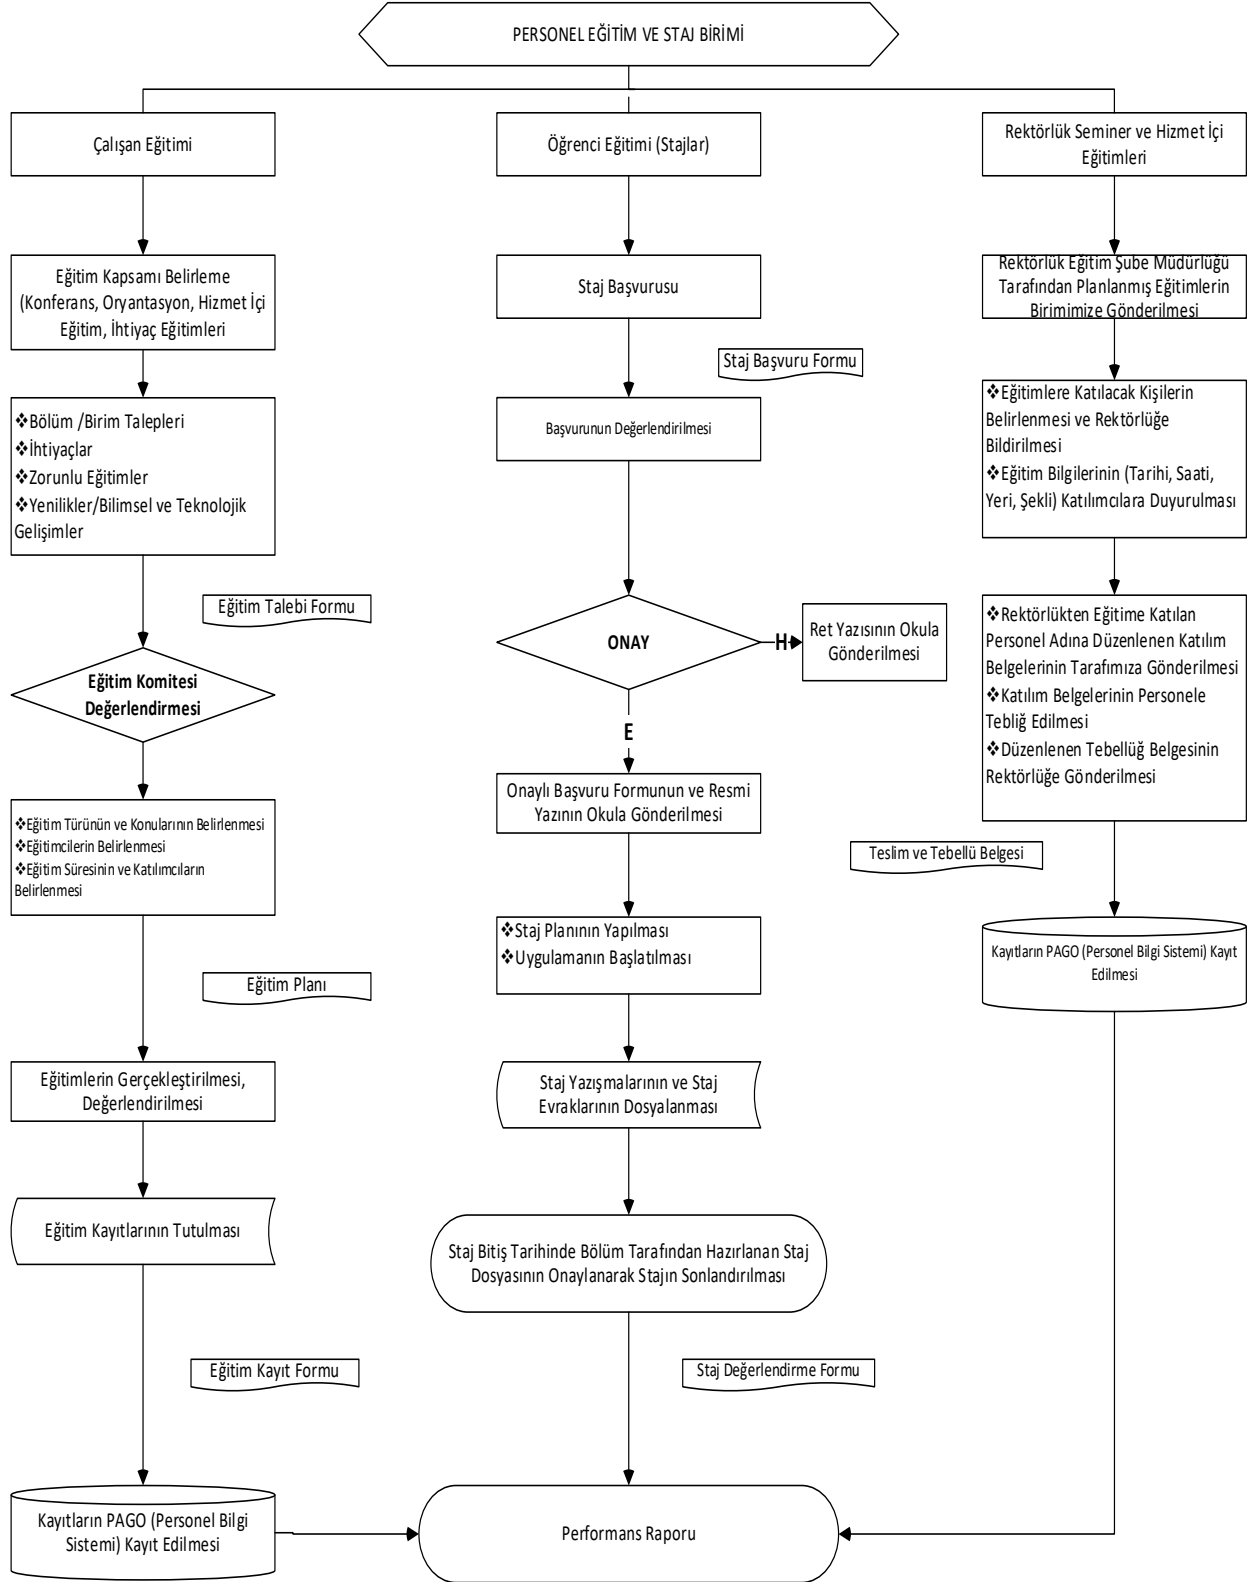 PERSONEL EĞİTİM VE STAJ BİRİMİ
Çalışan Eğitimi
Eğitim Kapsamı Belirleme
(Konferans, Oryantasyon, Hizmet İçi
Eğitim, İhtiyaç Eğitimleri)
❖Bölüm /Birim Talepleri
❖İhtiyaçlar
❖Zorunlu Eğitimler
❖Yenilikler/Bilimsel ve Teknolojik
Gelişimler
Eğitim Talebi Formu
Eğitim Komitesi
Değerlendirmesi
❖Eğitim Türünün ve Konularının Belirlenmesi
❖Eğitimcilerin Belirlenmesi
❖Eğitim Süresinin ve Katılımcıların
Belirlenmesi
Eğitim Planı
Eğitimlerin Gerçekleştirilmesi,
Değerlendirilmesi
Eğitim Kayıtlarının Tutulması
Eğitim Kayıt Formu
Kayıtların PAGO (Personel Bilgi
Sistemi) Kayıt Edilmesi
Öğrenci Eğitimi (Stajlar)
Staj Başvurusu
Staj Başvuru Formu
Başvurunun Değerlendirilmesi
ONAY
H
Ret Yazısının Okula
Gönderilmesi
E
Onaylı Başvuru Formunun ve Resmi
Yazının Okula Gönderilmesi
❖Staj Planının Yapılması
❖Uygulamanın Başlatılması
Staj Yazışmalarının ve Staj
Evraklarının Dosyalanması
Staj Bitiş Tarihinde Bölüm Tarafından Hazırlanan Staj
Dosyasının Onaylanarak Stajın Sonlandırılması
Staj Değerlendirme Formu
Performans Raporu
Rektörlük Seminer ve Hizmet İçi
Eğitimleri
Rektörlük Eğitim Şube Müdürlüğü
Tarafından Planlanmış Eğitimlerin
Birimimize Gönderilmesi
❖Eğitimlere Katılacak Kişilerin
Belirlenmesi ve Rektörlüğe
Bildirilmesi
❖Eğitim Bilgilerinin (Tarihi, Saati,
Yeri, Şekli) Katılımcılara Duyurulması
❖Rektörlükten Eğitime Katılan
Personel Adına Düzenlenen Katılım
Belgelerinin Tarafımıza Gönderilmesi
❖Katılım Belgelerinin Personele
Tebliğ Edilmesi
❖Düzenlenen Tebellüğ Belgesinin
Rektörlüğe Gönderilmesi
Teslim ve Tebellü Belgesi
Kayıtların PAGO (Personel Bilgi Sistemi) Kayıt
Edilmesi